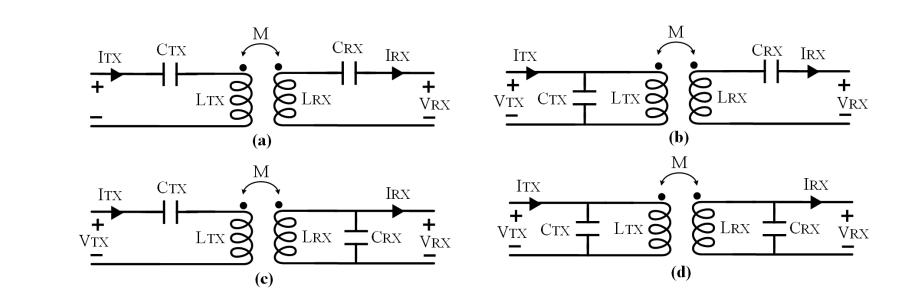 M
ITX CTX CRX IRX
+ LTX LRX + VRX
− −
(a)
M
ITX CRX IRX
+ VTX CTX LTX LRX + VRX
− −
(b)
M
ITX CTX IRX
+ VTX LTX LRX CRX + VRX
− −
(c)
M
ITX IRX
+ VTX CTX LTX LRX CRX + VRX
− −
(d)